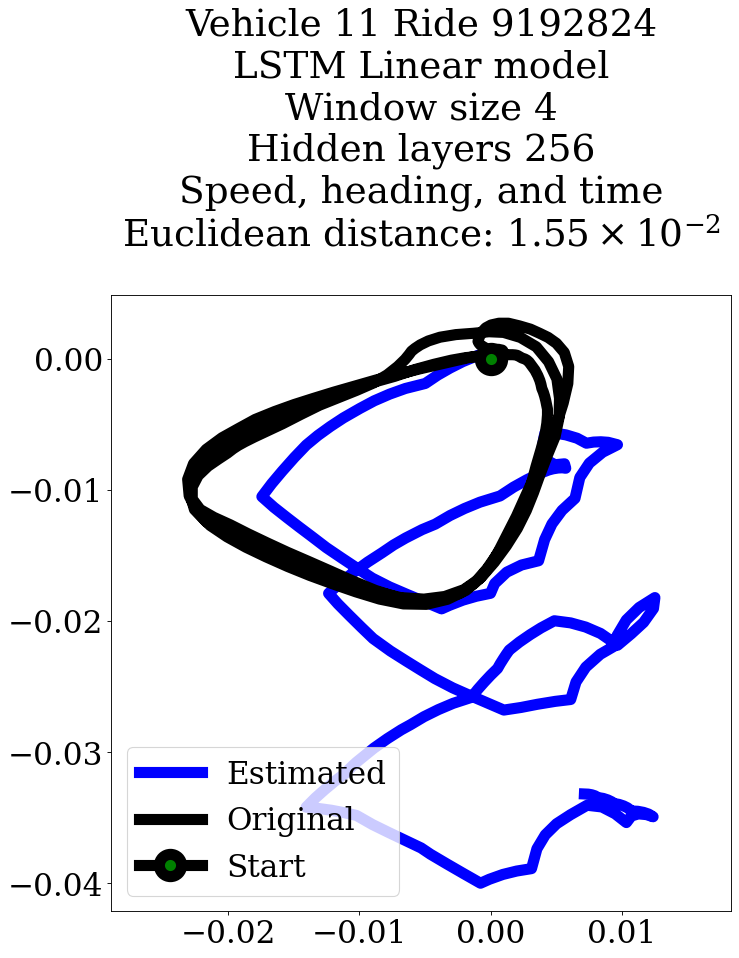 Vehicle 11 Ride 9192824
LSTM Linear model
Window size 4
Hidden layers 256
Speed, heading, and time
Euclidean distance: 1.55 × 10⁻²
0.00
−0.01
−0.02
−0.03
−0.04
Estimated
Original
Start
−0.02 −0.01 0.00 0.01